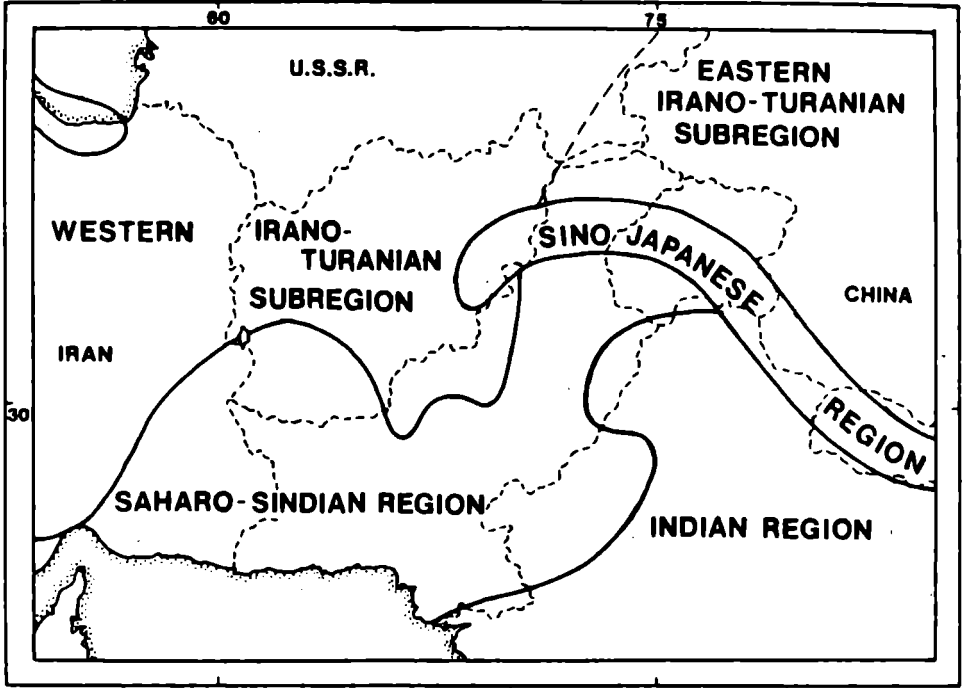 60
75
U.S.S.R.
EASTERN
IRANO-TURANIAN
SUBREGION
WESTERN
IRANO-
TURANIAN
SUBREGION
SINO JAPANESE
REGION
CHINA
IRAN
30
SAHARO-SINDIAN REGION
INDIAN REGION